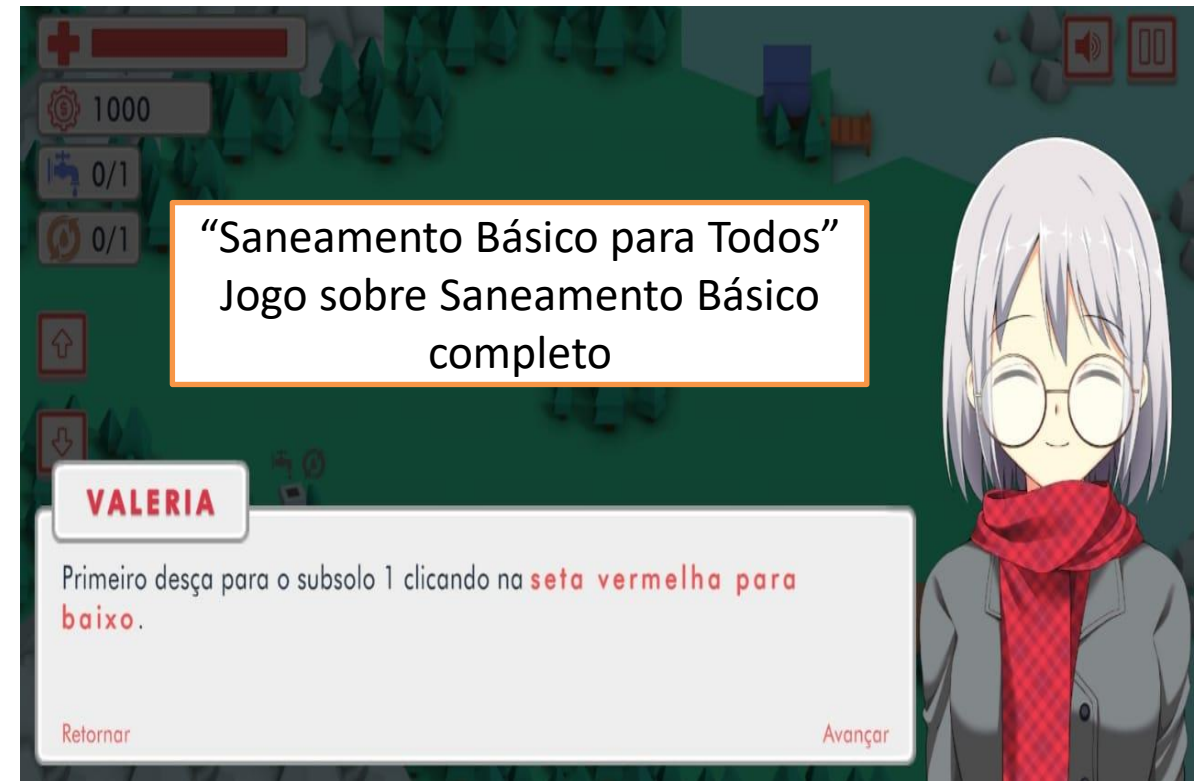 1000
0/1
0/1
“Saneamento Básico para Todos”
Jogo sobre Saneamento Básico
completo
VALERIA
Primeiro desça para o subsolo 1 clicando na seta vermelha para
baixo.
Retornar
Avançar